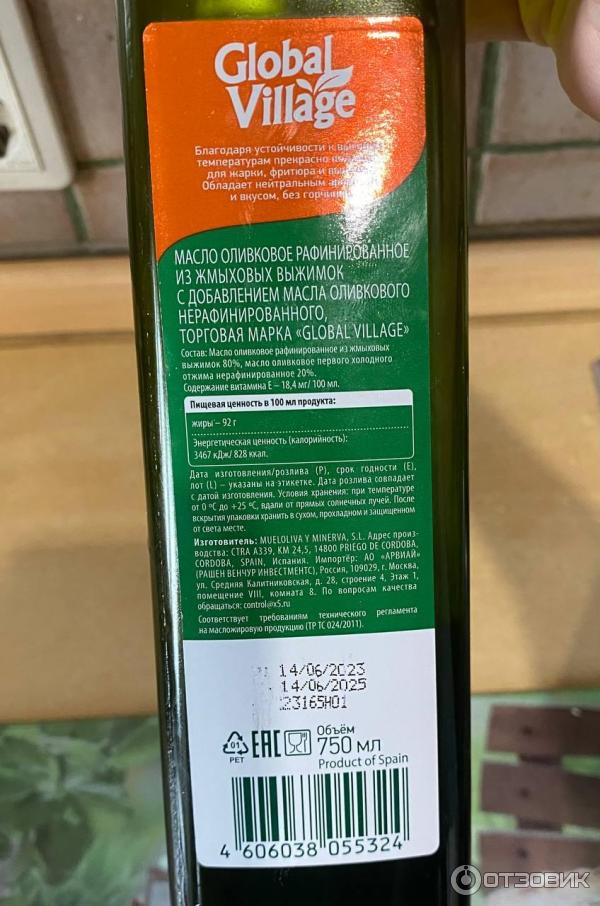 Global
Village
Благодаря устойчивости к
температурам прекрасно
для жарки, фритюра и
Обладает нейтральным
и вкусом, без
МАСЛО ОЛИВКОВОЕ РАФИНИРОВАННОЕ
ИЗ ЖМЫХОВЫХ ВЫЖИМОК
С ДОБАВЛЕНИЕМ МАСЛА ОЛИВКОВОГО
НЕРАФИНИРОВАННОГО,
ТОРГОВАЯ МАРКА «GLOBAL VILLAGE»
Состав: Масло оливковое рафинированное из жмыховых
выжимок 80%, масло оливковое первого холодного
отжима нерафинированное 20%.
Содержание витамина Е – 18,4 мг/ 100 мл.
Пищевая ценность в 100 мл продукта:
жиры – 92 г
Энергетическая ценность (калорийность):
3467 кДж/ 828 ккал.
Дата изготовления/розлива (P), срок годности (E),
лот (L) – указаны на этикетке. Дата розлива совпадает
с датой изготовления. Условия хранения: при температуре
от 0 ºC до +25 ºC, вдали от прямых солнечных лучей. После
вскрытия упаковки хранить в сухом, прохладном и защищенном
от света месте.
Изготовитель: MUELOLIVA Y MINERVA, S.L. Адрес произ-
водства: CTRA A339, KM 24,5, 14800 PRIEGO DE CORDOBA,
CORDOBA, SPAIN, Испания. Импортер: АО «АРВИАЙ»
(РАШЕН ВЕНЧУР ИНВЕСТМЕНТС), Россия, 109029, г. Москва,
ул. Средняя Калитниковская, д. 28, строение 4, Этаж 1,
помещение VIII, комната 8. По вопросам качества
обращаться: control@x5.ru
Соответствует требованиям технического регламента
на масложировую продукцию (ТР ТС 024/2011).
14/06/2023
14/06/2025
23165H01
01
PET
EAC
Объём
750 мл
Product of Spain
4 606038 055324
ОТЗОВИК